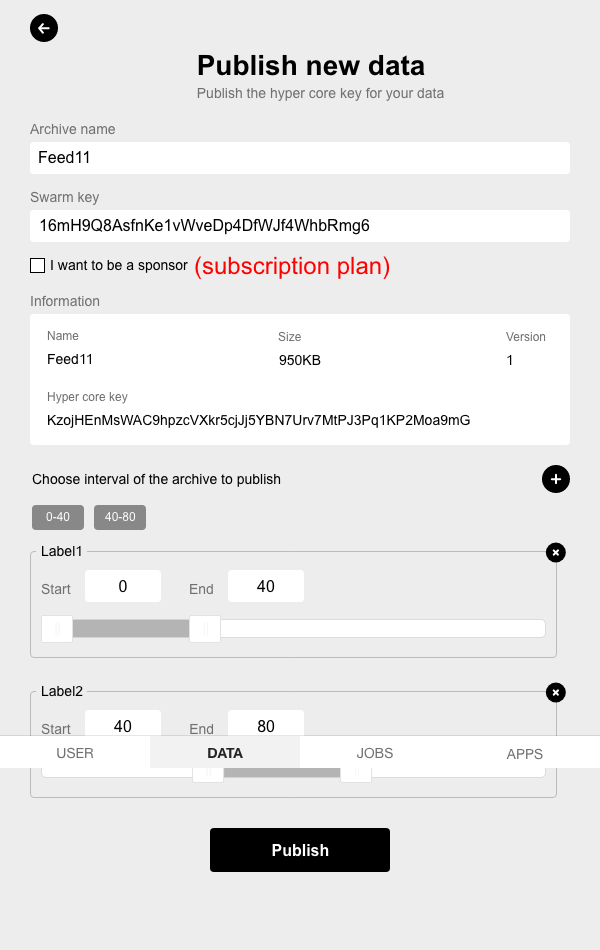 Publish new data
Publish the hyper core key for your data
Archive name
Feed11
Swarm key
16mH9Q8AsfnKe1vWveDp4DfWJf4WhbRmg6
I want to be a sponsor (subscription plan)
Information
Name Size Version
Feed11 950KB 1
Hyper core key
KzojHEnMsWAC9hpzcVXkr5cjJj5YBN7Urv7MtPJ3Pq1KP2Moa9mG
Choose interval of the archive to publish
0-40 40-80
Label1
Start 0 End 40
Label2
Start 40 End 80
USER DATA JOBS APPS
Publish